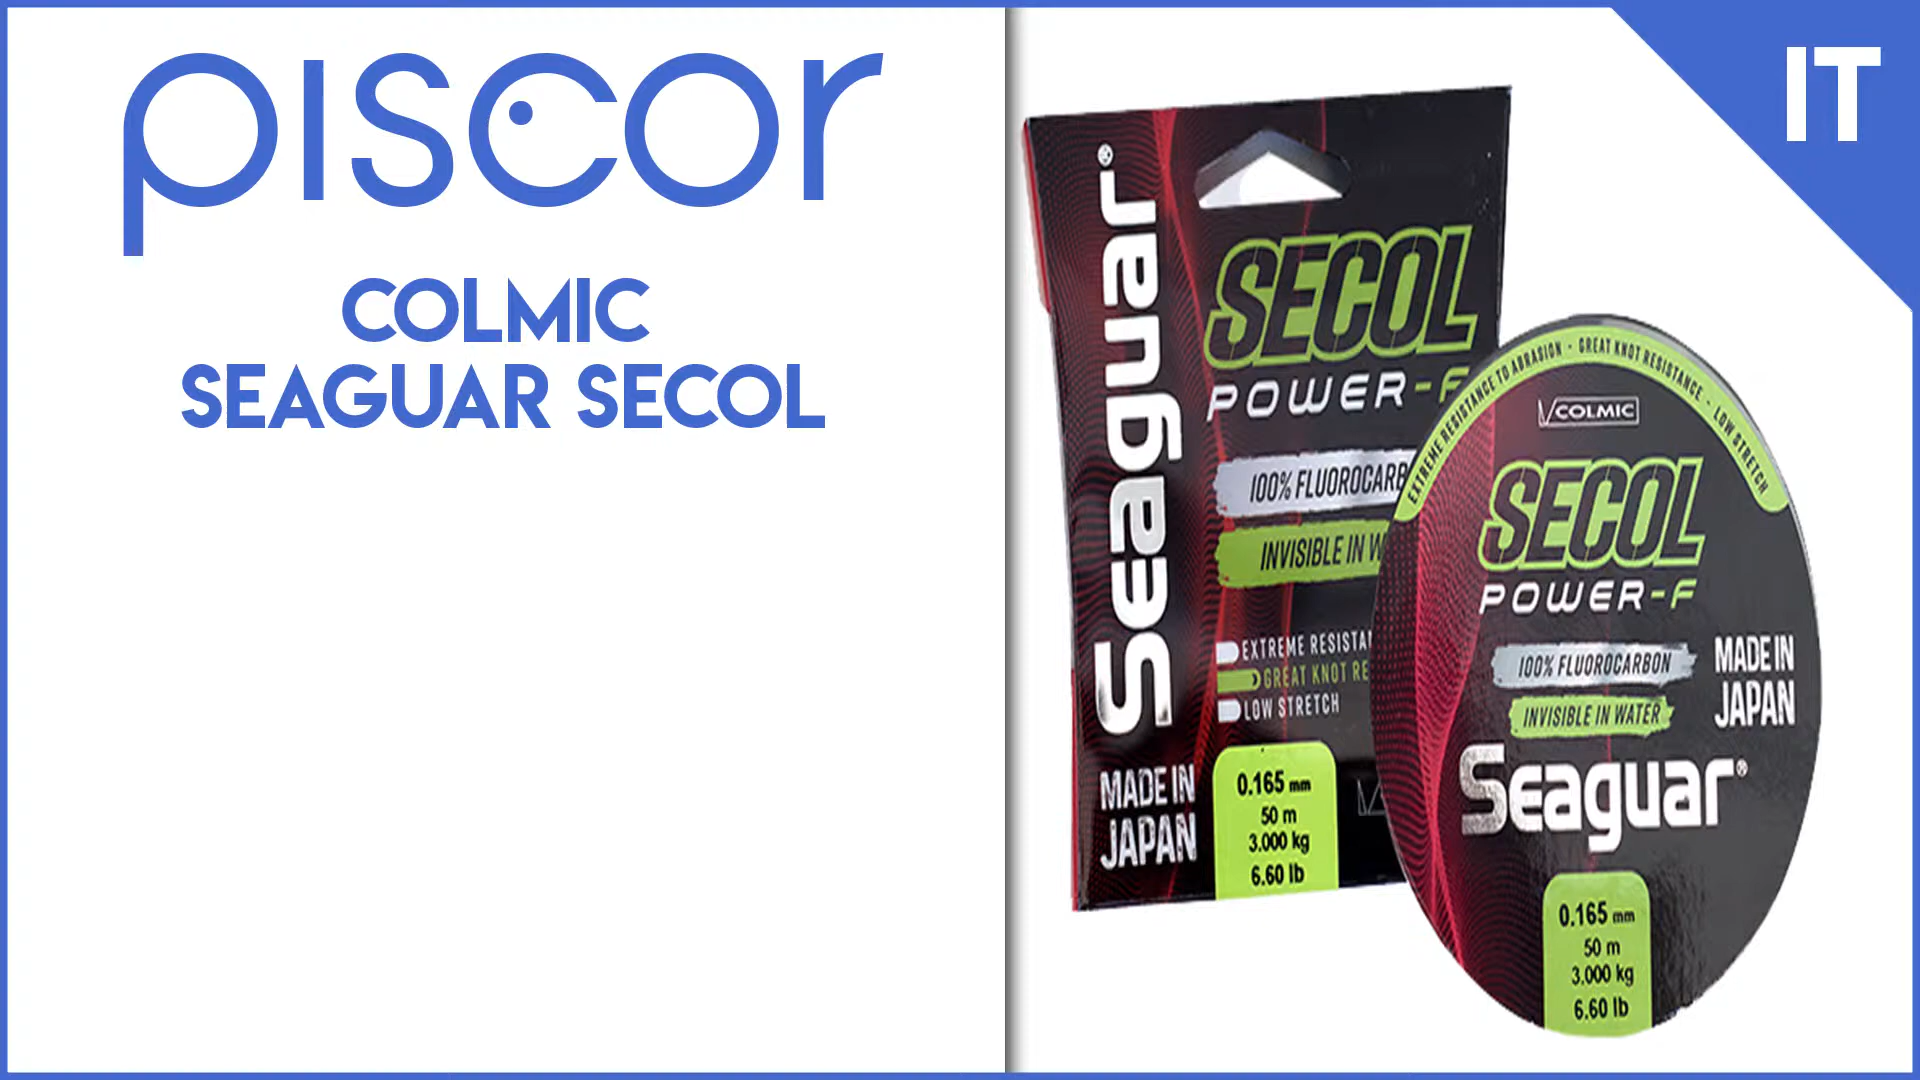 piscor
COLMIC
SEAGUAR SECOL
IT
Seaguar®
SECOL
POWER-F
100% FLUOROCARB
INVISIBLE IN W
EXTREME RESISTAN
GREAT KNOT RE
LOW STRETCH
MADE IN
JAPAN
0.165 mm
50 m
3.000 kg
6.60 lb
EXTREME RESISTANCE TO ABRASION - GREAT KNOT RESISTANCE - LOW STRETCH
COLMIC
SECOL
POWER-F
100% FLUOROCARBON
INVISIBLE IN WATER
MADE IN
JAPAN
Seaguar®
0.165 mm
50 m
3.000 kg
6.60 lb